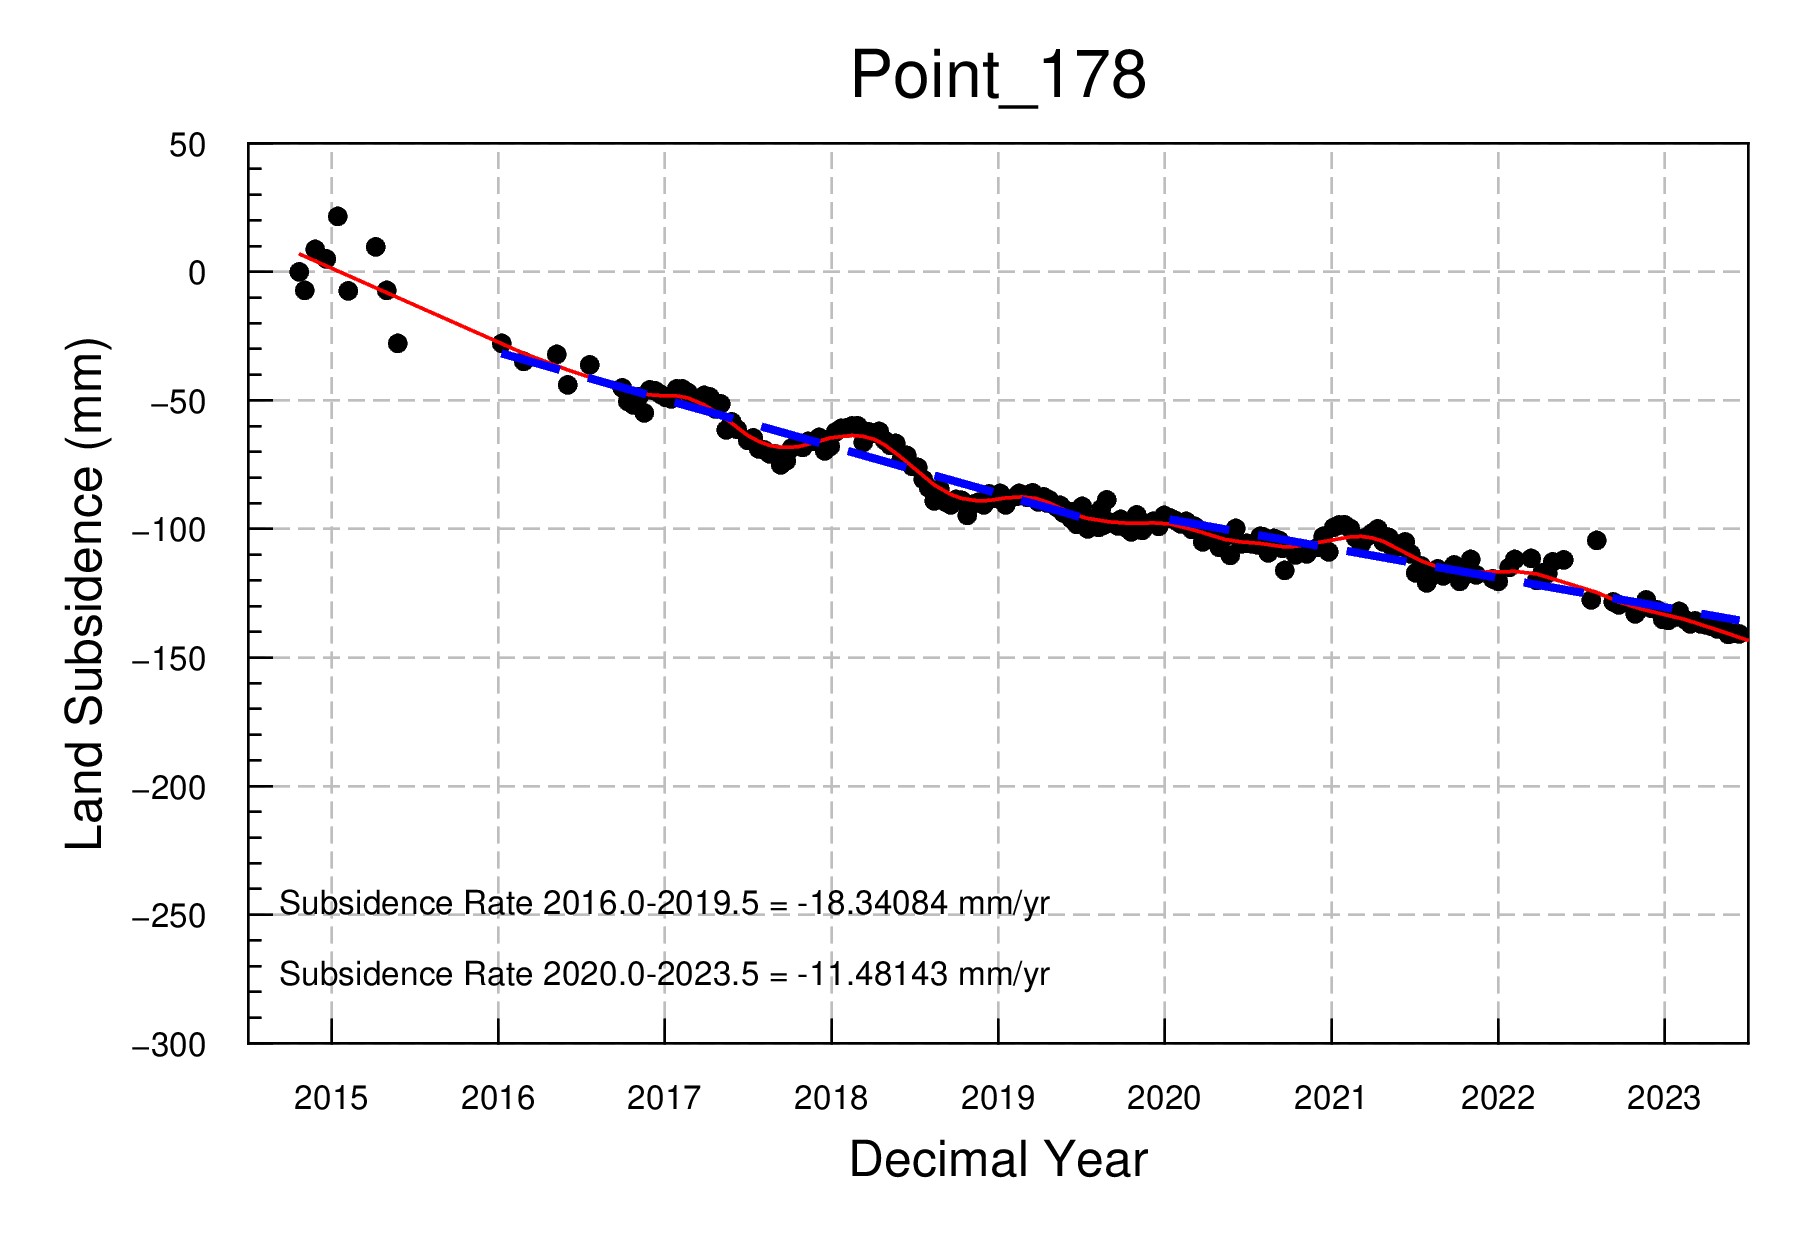 Point_178
50
0
−50
−100
−150
−200
−250
−300
Land Subsidence (mm)
Subsidence Rate 2016.0-2019.5 = -18.34084 mm/yr
Subsidence Rate 2020.0-2023.5 = -11.48143 mm/yr
2015 2016 2017 2018 2019 2020 2021 2022 2023
Decimal Year